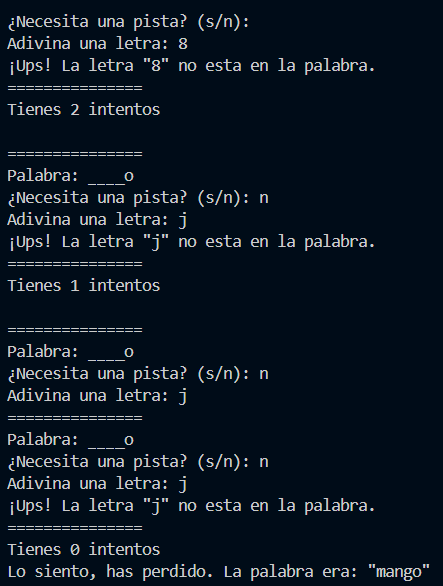 ¿Necesita una pista? (s/n):
Adivina una letra: 8
¡Ups! La letra "8" no esta en la palabra.
===============
Tienes 2 intentos

===============
Palabra: ____o
¿Necesita una pista? (s/n): n
Adivina una letra: j
¡Ups! La letra "j" no esta en la palabra.
===============
Tienes 1 intentos

===============
Palabra: ____o
¿Necesita una pista? (s/n): n
Adivina una letra: j
===============
Palabra: ____o
¿Necesita una pista? (s/n): n
Adivina una letra: j
¡Ups! La letra "j" no esta en la palabra.
===============
Tienes 0 intentos
Lo siento, has perdido. La palabra era: "mango"